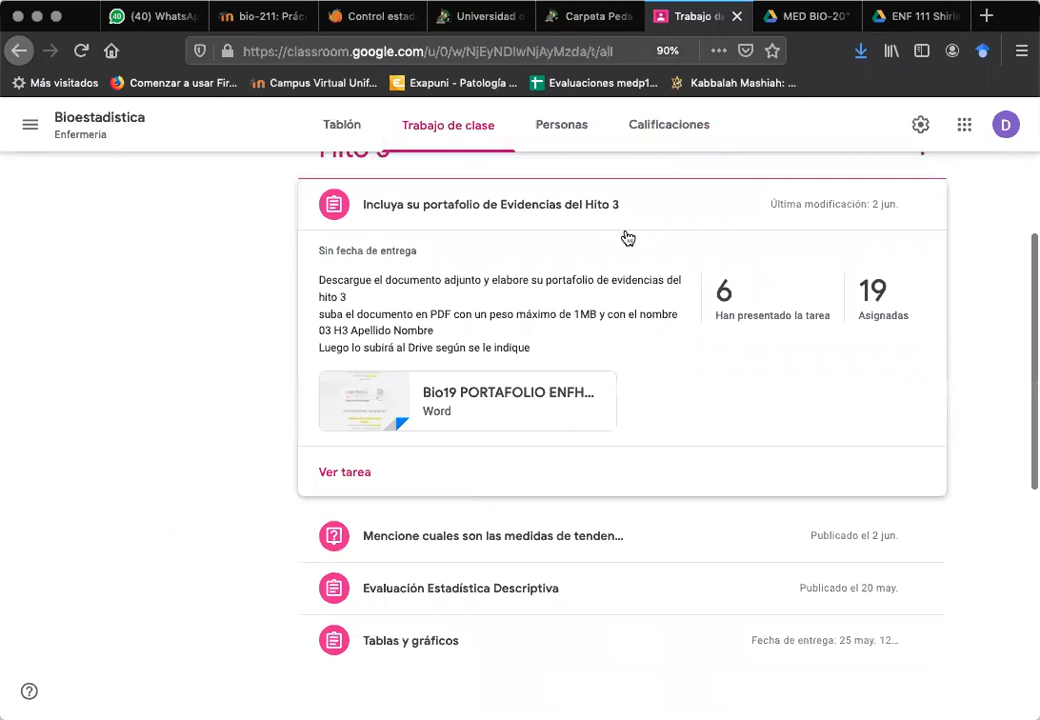 (40) WhatsA
bio-211: Prác
Control estad
Universidad d
Carpeta Peda
Trabajo de
MED BIO-20
ENF 111 Shirle
https://classroom.google.com/u/0/w/NjEyNDIwNjAyMzda/t/all
90%
Más visitados
Comenzar a usar Fir...
Campus Virtual Unif...
Exapuni - Patología ...
Evaluaciones medp1...
Kabbalah Mashiah: ...
Bioestadistica
Enfermeria
Tablón
Trabajo de clase
Personas
Calificaciones
D
Hito 3
Incluya su portafolio de Evidencias del Hito 3
Última modificación: 2 jun.
Sin fecha de entrega
Descargue el documento adjunto y elabore su portafolio de evidencias del
hito 3
suba el documento en PDF con un peso máximo de 1MB y con el nombre
03 H3 Apellido Nombre
Luego lo subirá al Drive según se le indique
6
Han presentado la tarea
19
Asignadas
Bio19 PORTAFOLIO ENFH...
Word
Ver tarea
Mencione cuales son las medidas de tenden...
Publicado el 2 jun.
Evaluación Estadística Descriptiva
Publicado el 20 may.
Tablas y gráficos
Fecha de entrega: 25 may. 12...